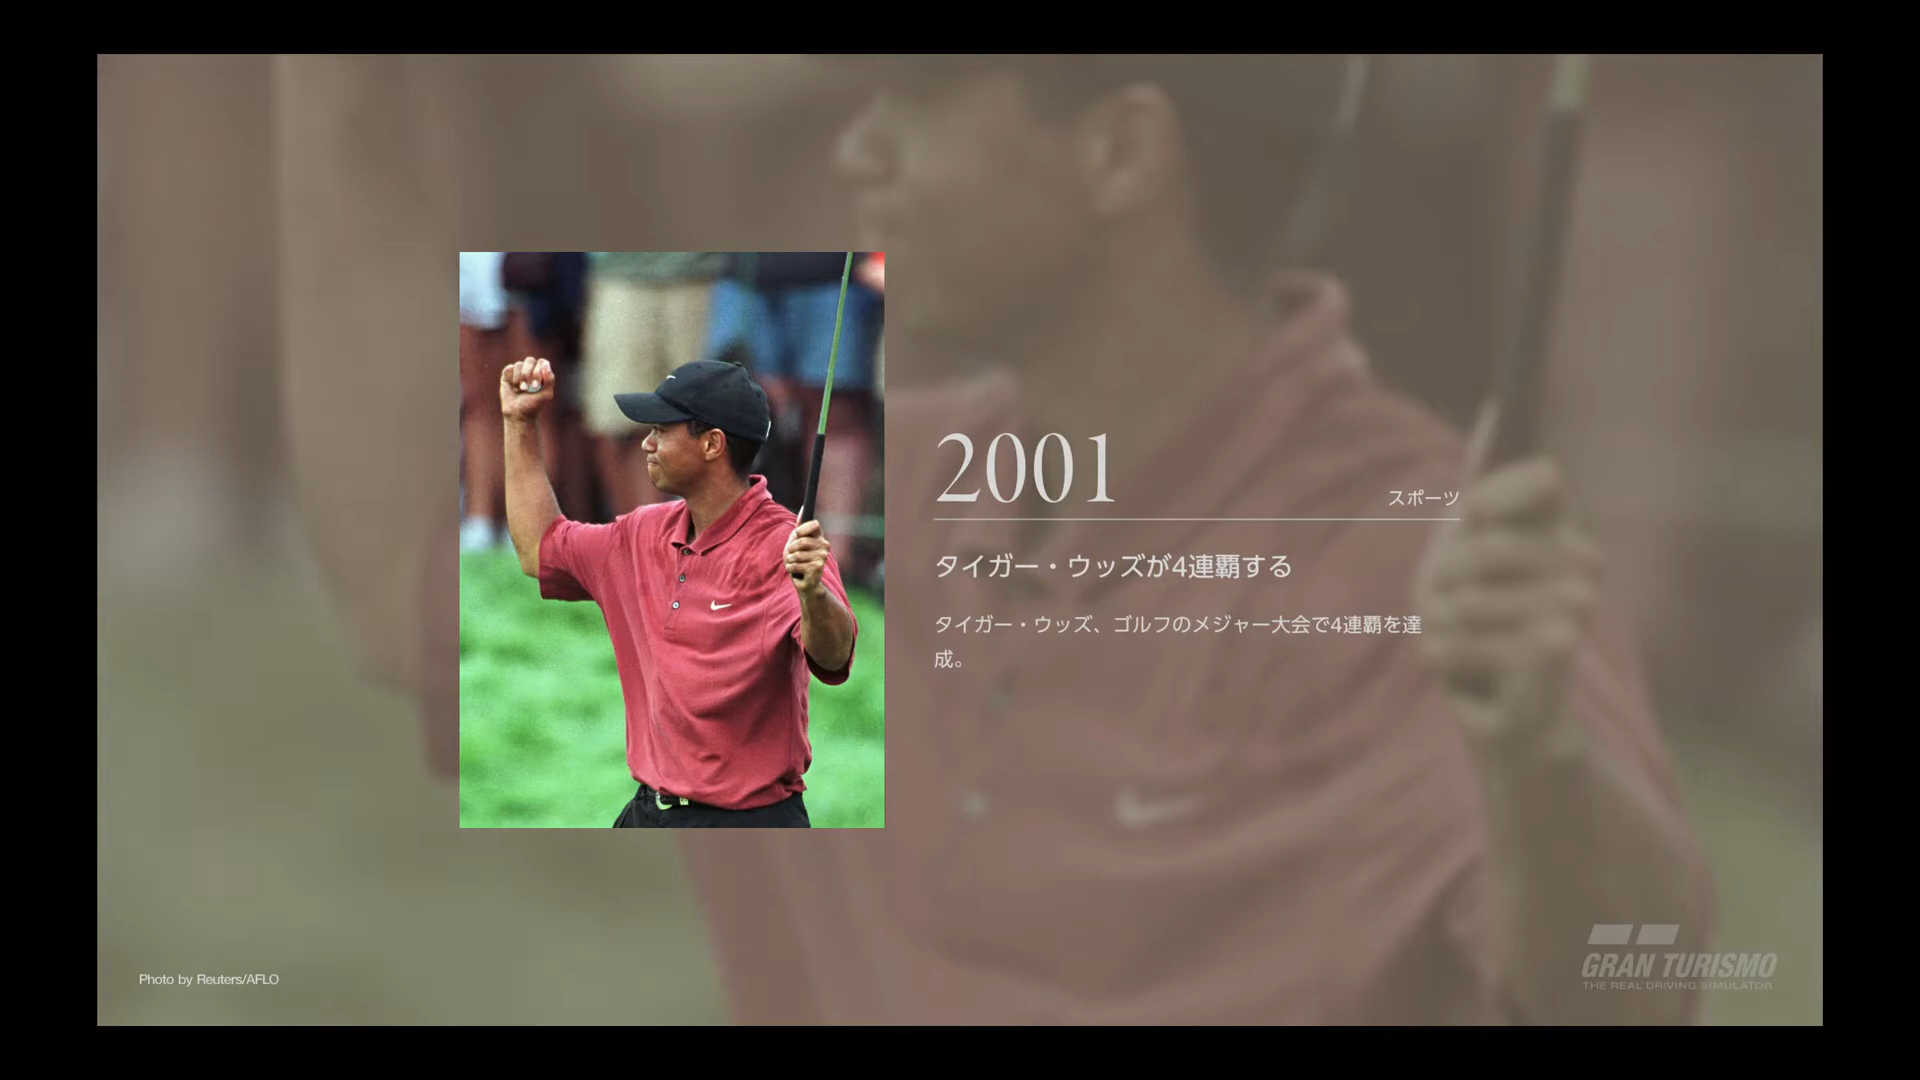 2001
スポーツ
タイガー・ウッズが4連覇する
タイガー・ウッズ、ゴルフのメジャー大会で4連覇を達
成。
Photo by Reuters/AFLO
GRAN TURISMO
THE REAL DRIVING SIMULATOR